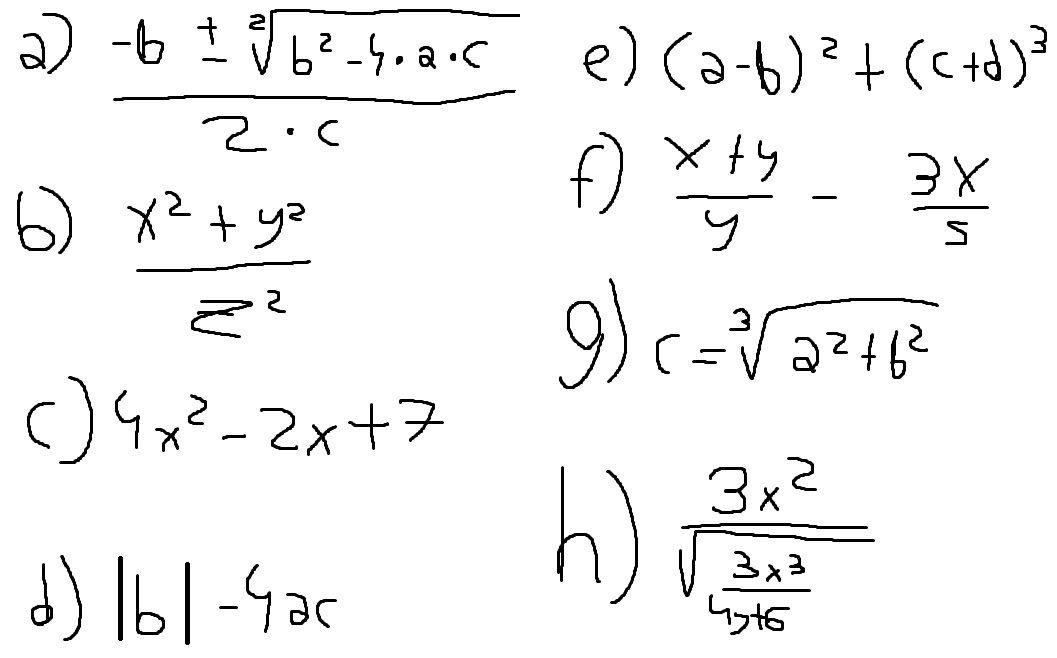 a) (-b ± ²√(b² - 4·a·c)) / (2·c)
b) (x² + y²) / z²
c) 4x² - 2x + 7
d) |b| - 4ac
e) (a-b)² + (c+d)³
f) (x+y)/y - 3x/5
g) c = ³√(a² + b²)
h) 3x² / √(3x³ / (4y+6))